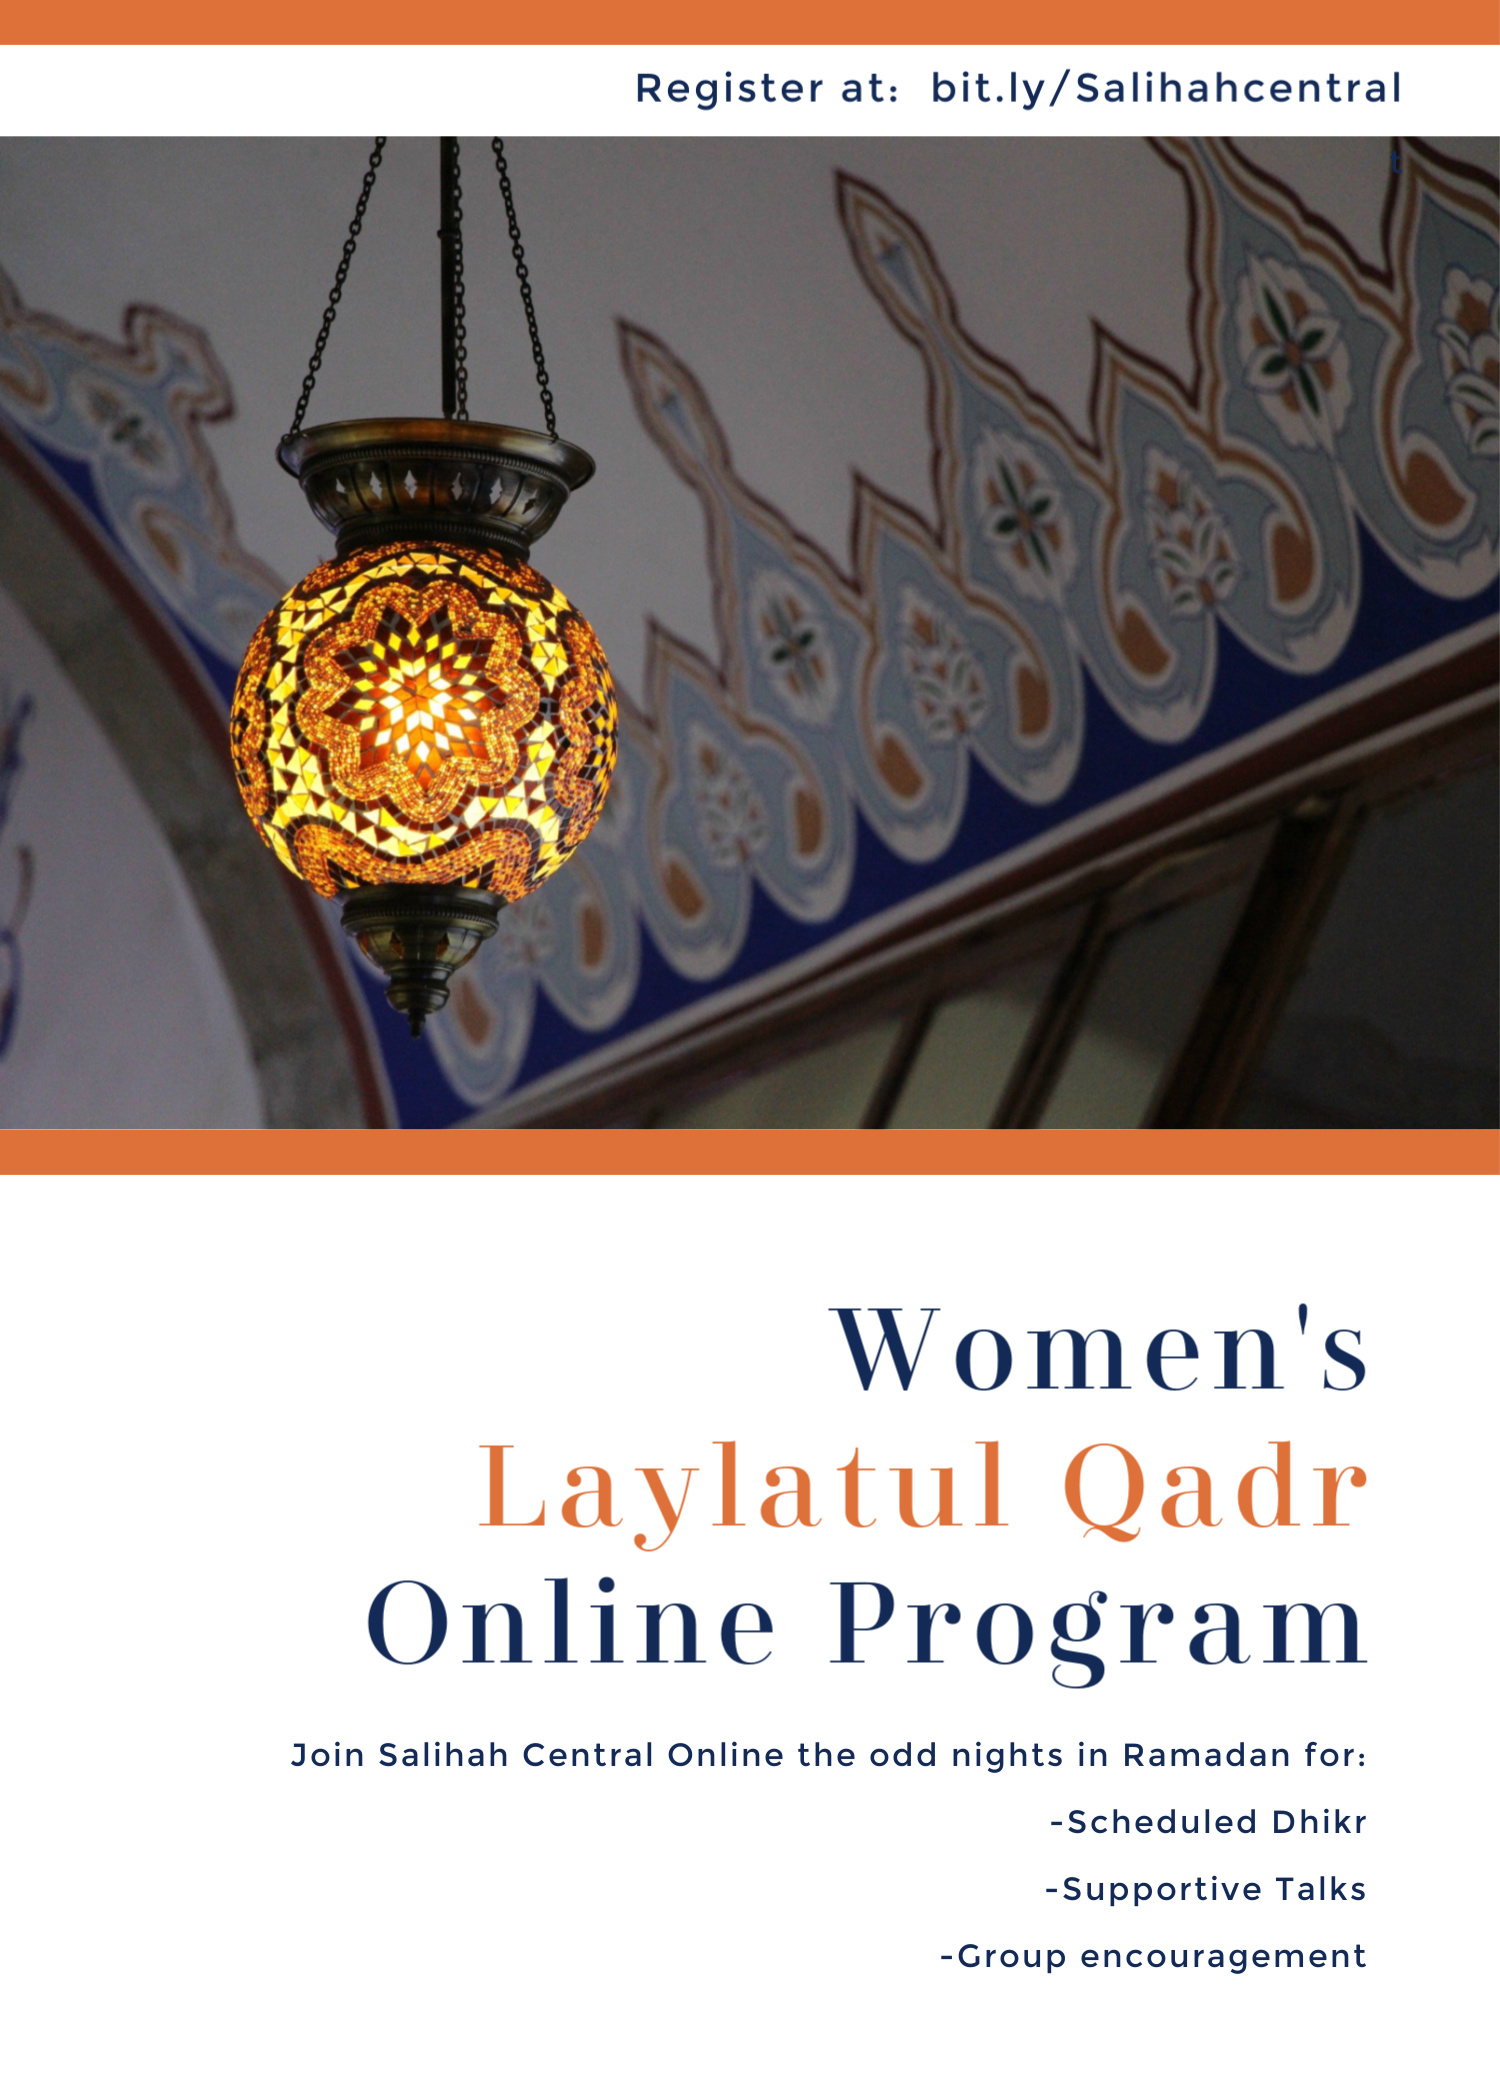 Register at: bit.ly/Salihahcentral
t
Women's
Laylatul Qadr
Online Program
Join Salihah Central Online the odd nights in Ramadan for:
-Scheduled Dhikr
-Supportive Talks
-Group encouragement